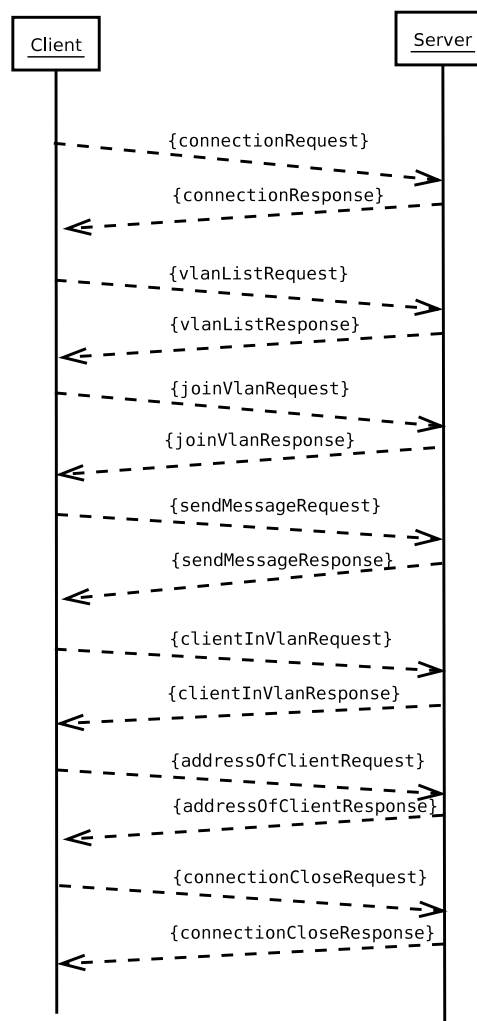 Client
Server
{connectionRequest}
{connectionResponse}
{vlanListRequest}
{vlanListResponse}
{joinVlanRequest}
{joinVlanResponse}
{sendMessageRequest}
{sendMessageResponse}
{clientInVlanRequest}
{clientInVlanResponse}
{addressOfClientRequest}
{addressOfClientResponse}
{connectionCloseRequest}
{connectionCloseResponse}